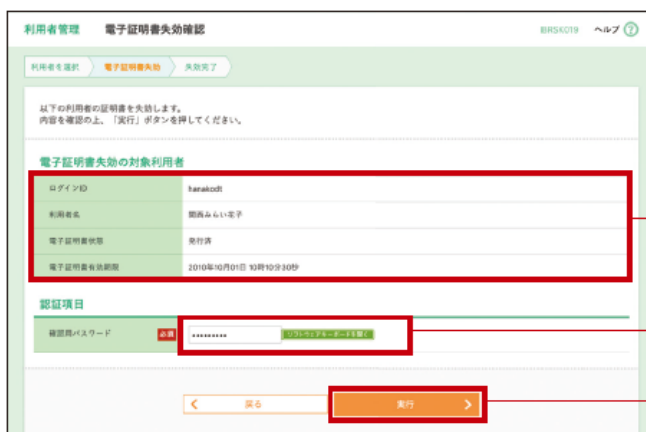 利用者管理 電子証明書失効確認 BRSK019 ヘルプ ?
利用者を選択 電子証明書失効 失効完了
以下の利用者の証明書を失効します。
内容を確認の上、「実行」ボタンを押してください。
電子証明書失効の対象利用者
ログインID hanakodt
利用者名 関西みらい花子
電子証明書状態 発行済
電子証明書有効期限 2010年10月01日 10時10分30秒
認証項目
確認用パスワード 必須 ••••••••• ソフトウェアキーボードを開く
戻る 実行